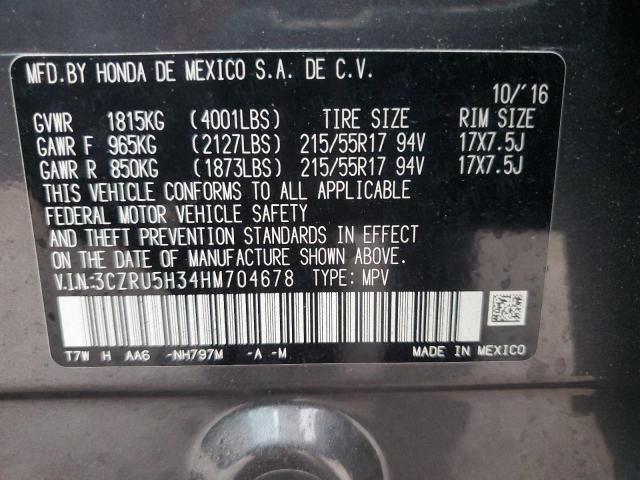 MFD.BY HONDA DE MEXICO S.A. DE C.V.
10/'16
GVWR 1815KG (4001LBS) TIRE SIZE RIM SIZE
GAWR F 965KG (2127LBS) 215/55R17 94V 17X7.5J
GAWR R 850KG (1873LBS) 215/55R17 94V 17X7.5J
THIS VEHICLE CONFORMS TO ALL APPLICABLE
FEDERAL MOTOR VEHICLE SAFETY
AND THEFT PREVENTION STANDARDS IN EFFECT
ON THE DATE OF MANUFACTURE SHOWN ABOVE.
V.I.N:3CZRU5H34HM704678 TYPE: MPV
T7W H AA6 -NH797M -A -M MADE IN MEXICO